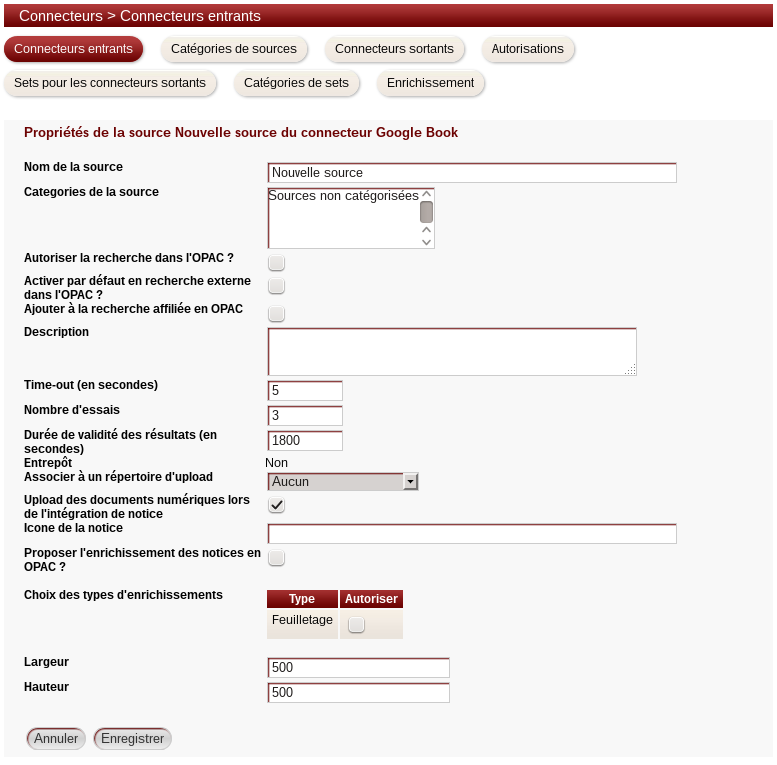 Connecteurs > Connecteurs entrants
Connecteurs entrants Catégories de sources Connecteurs sortants Autorisations
Sets pour les connecteurs sortants Catégories de sets Enrichissement
Propriétés de la source Nouvelle source du connecteur Google Book
Nom de la source Nouvelle source
Categories de la source Sources non catégorisées
Autoriser la recherche dans l'OPAC ?
Activer par défaut en recherche externe
dans l'OPAC ?
Ajouter à la recherche affiliée en OPAC
Description
Time-out (en secondes) 5
Nombre d'essais 3
Durée de validité des résultats (en 1800
secondes)
Entrepôt Non
Associer à un répertoire d'upload Aucun
Upload des documents numériques lors
de l'intégration de notice
Icone de la notice
Proposer l'enrichissement des notices en
OPAC ?
Choix des types d'enrichissements Type Autoriser
Feuilletage
Largeur 500
Hauteur 500
Annuler Enregistrer